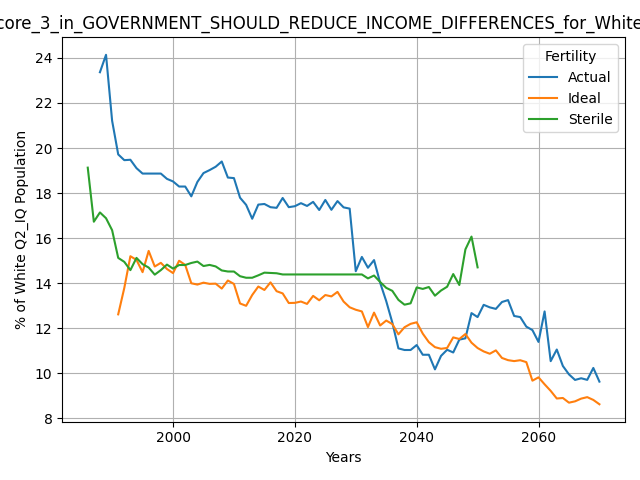 core_3_in_GOVERNMENT_SHOULD_REDUCE_INCOME_DIFFERENCES_for_White
Fertility
Actual
Ideal
Sterile
24
22
20
18
16
14
12
10
8
% of White Q2_IQ Population
2000
2020
2040
2060
Years